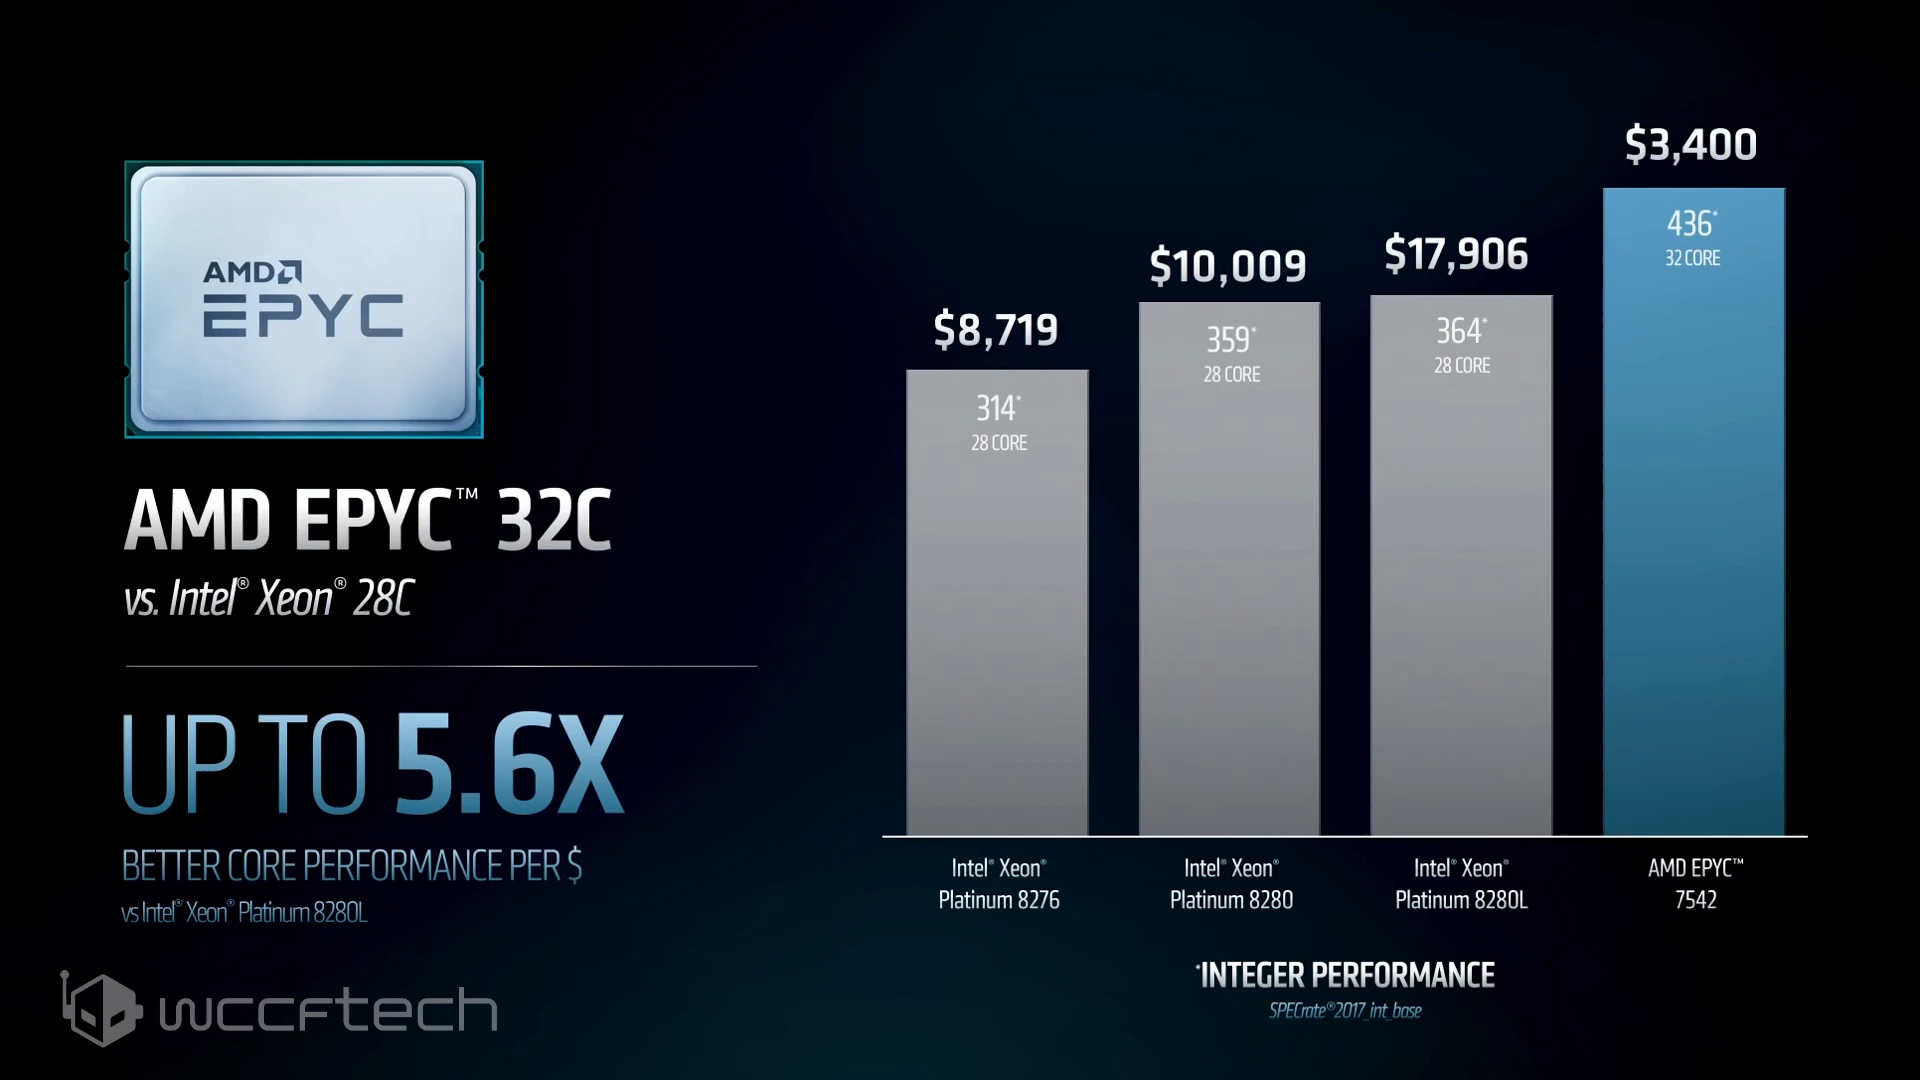 AMD
EPYC
AMD EPYC™ 32C
vs. Intel® Xeon® 28C
UP TO 5.6X
BETTER CORE PERFORMANCE PER $
vs Intel® Xeon® Platinum 8280L
wccftech
$8,719
314*
28 CORE
Intel® Xeon®
Platinum 8276
$10,009
359*
28 CORE
Intel® Xeon®
Platinum 8280
$17,906
364*
28 CORE
Intel® Xeon®
Platinum 8280L
$3,400
436*
32 CORE
AMD EPYC™
7542
*INTEGER PERFORMANCE
SPECrate®2017_int_base